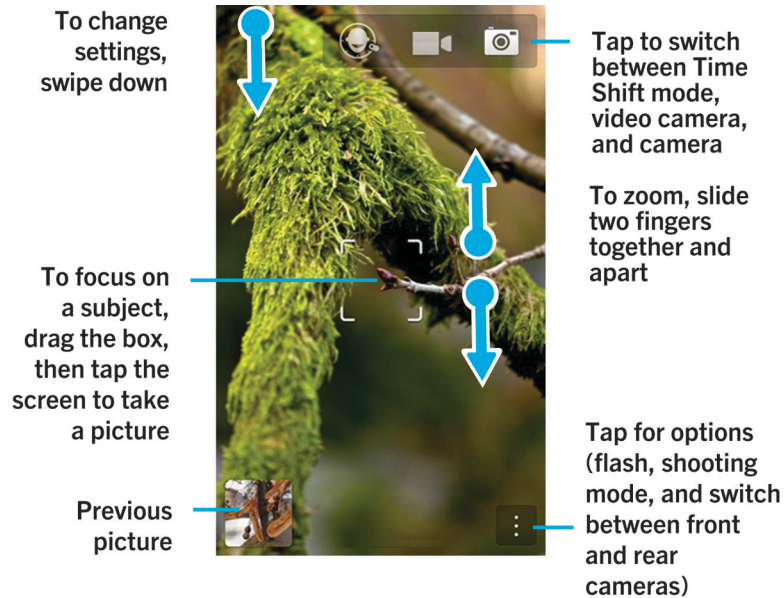 To change
settings,
swipe down
Tap to switch
between Time
Shift mode,
video camera,
and camera
To zoom, slide
two fingers
together and
apart
To focus on
a subject,
drag the box,
then tap the
screen to take
a picture
Previous
picture
Tap for options
(flash, shooting
mode, and switch
between front
and rear
cameras)